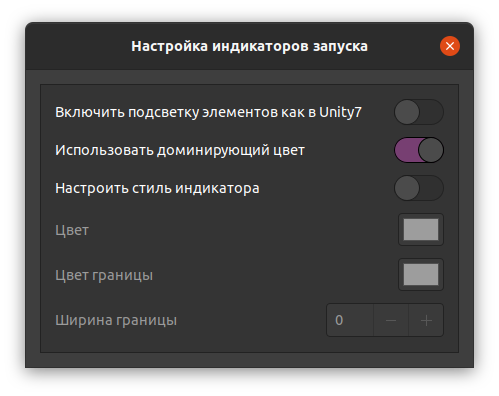 Настройка индикаторов запуска
Включить подсветку элементов как в Unity7
Использовать доминирующий цвет
Настроить стиль индикатора
Цвет
Цвет границы
Ширина границы 0 − +